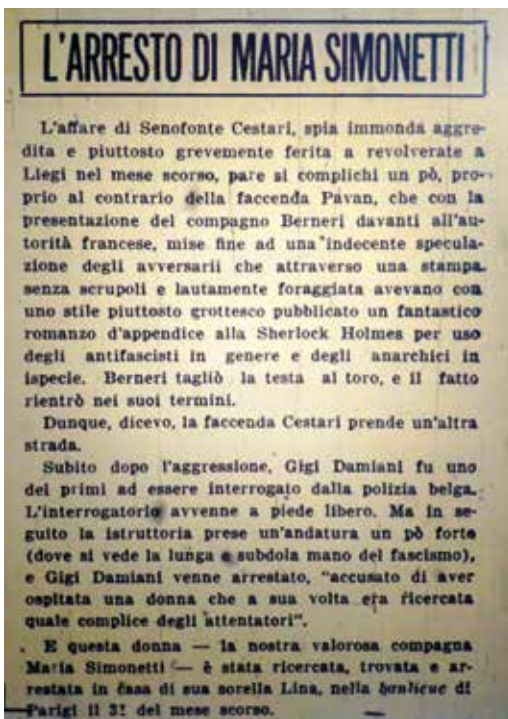 L'ARRESTO DI MARIA SIMONETTI
L'affare di Senofonte Cestari, spia immonda aggre-
dita e piuttosto grevemente ferita a revolverate a
Liegi nel mese scorso, pare si complichi un pò, pro-
prio al contrario della faccenda Pavan, che con la
presentazione del compagno Berneri davanti all'au-
torità francese, mise fine ad una indecente specula-
zione degli avversarii che attraverso una stampa
senza scrupoli e lautamente foraggiata avevano con
uno stile piuttosto grottesco pubblicato un fantastico
romanzo d'appendice alla Sherlock Holmes per uso
degli antifascisti in genere e degli anarchici in
ispecie. Berneri tagliò la testa al toro, e il fatto
rientrò nei suoi termini.
Dunque, dicevo, la faccenda Cestari prende un'altra
strada.
Subito dopo l'aggressione, Gigi Damiani fu uno
dei primi ad essere interrogato dalla polizia belga.
L'interrogatorio avvenne a piede libero. Ma in se-
guito la istruttoria prese un'andatura un pò forte
(dove si vede la lunga e subdola mano del fascismo),
e Gigi Damiani venne arrestato, "accusato di aver
ospitata una donna che a sua volta era ricercata
quale complice degli attentatori".
E questa donna — la nostra valorosa compagna
Maria Simonetti — è stata ricercata, trovata e ar-
restata in casa di sua sorella Lina, nella banlieue di
Parigi il 31 del mese scorso.